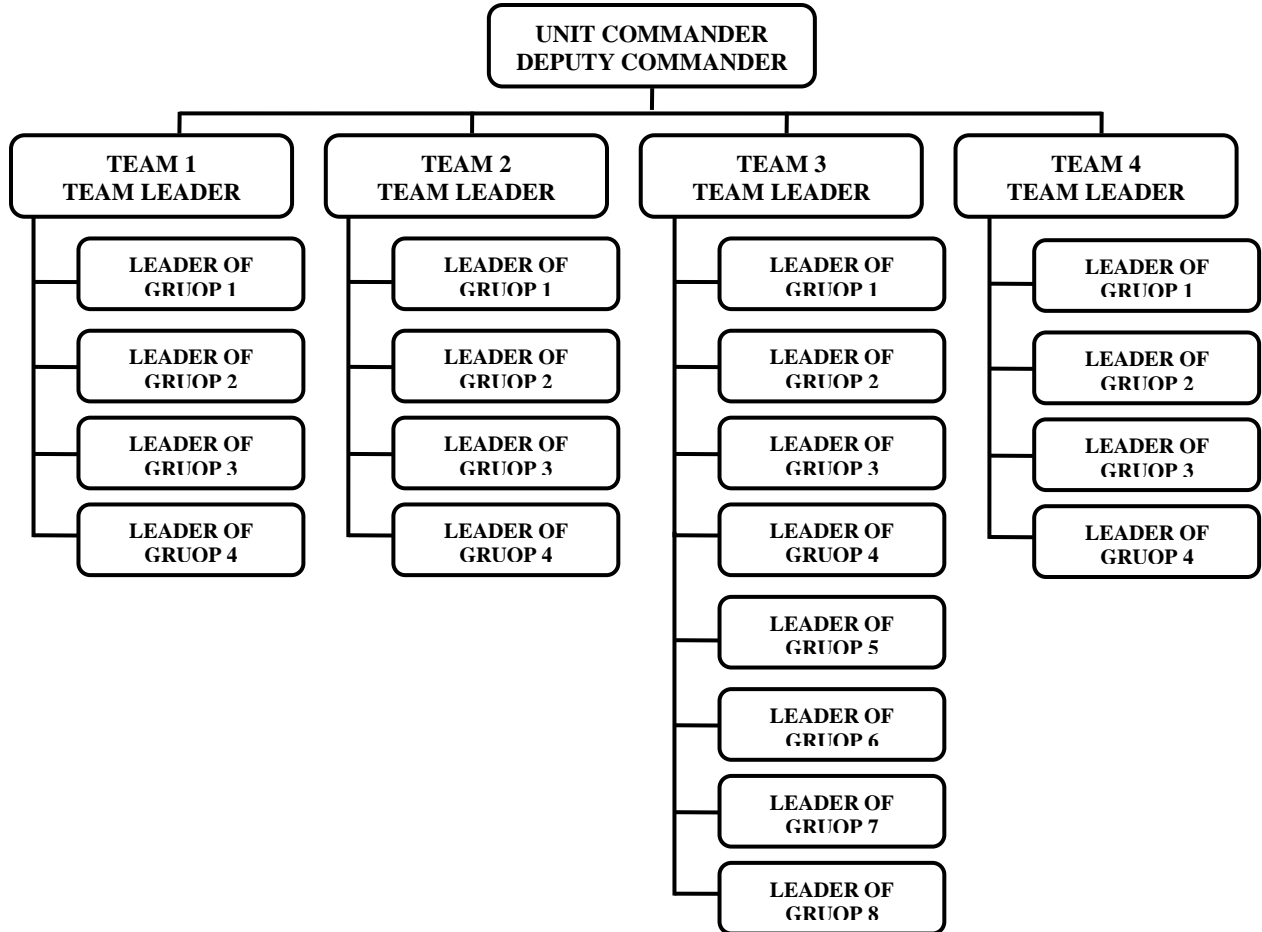 UNIT COMMANDER
DEPUTY COMMANDER
TEAM 1
TEAM LEADER
LEADER OF
GRUOP 1
LEADER OF
GRUOP 2
LEADER OF
GRUOP 3
LEADER OF
GRUOP 4
TEAM 2
TEAM LEADER
LEADER OF
GRUOP 1
LEADER OF
GRUOP 2
LEADER OF
GRUOP 3
LEADER OF
GRUOP 4
TEAM 3
TEAM LEADER
LEADER OF
GRUOP 1
LEADER OF
GRUOP 2
LEADER OF
GRUOP 3
LEADER OF
GRUOP 4
LEADER OF
GRUOP 5
LEADER OF
GRUOP 6
LEADER OF
GRUOP 7
LEADER OF
GRUOP 8
TEAM 4
TEAM LEADER
LEADER OF
GRUOP 1
LEADER OF
GRUOP 2
LEADER OF
GRUOP 3
LEADER OF
GRUOP 4